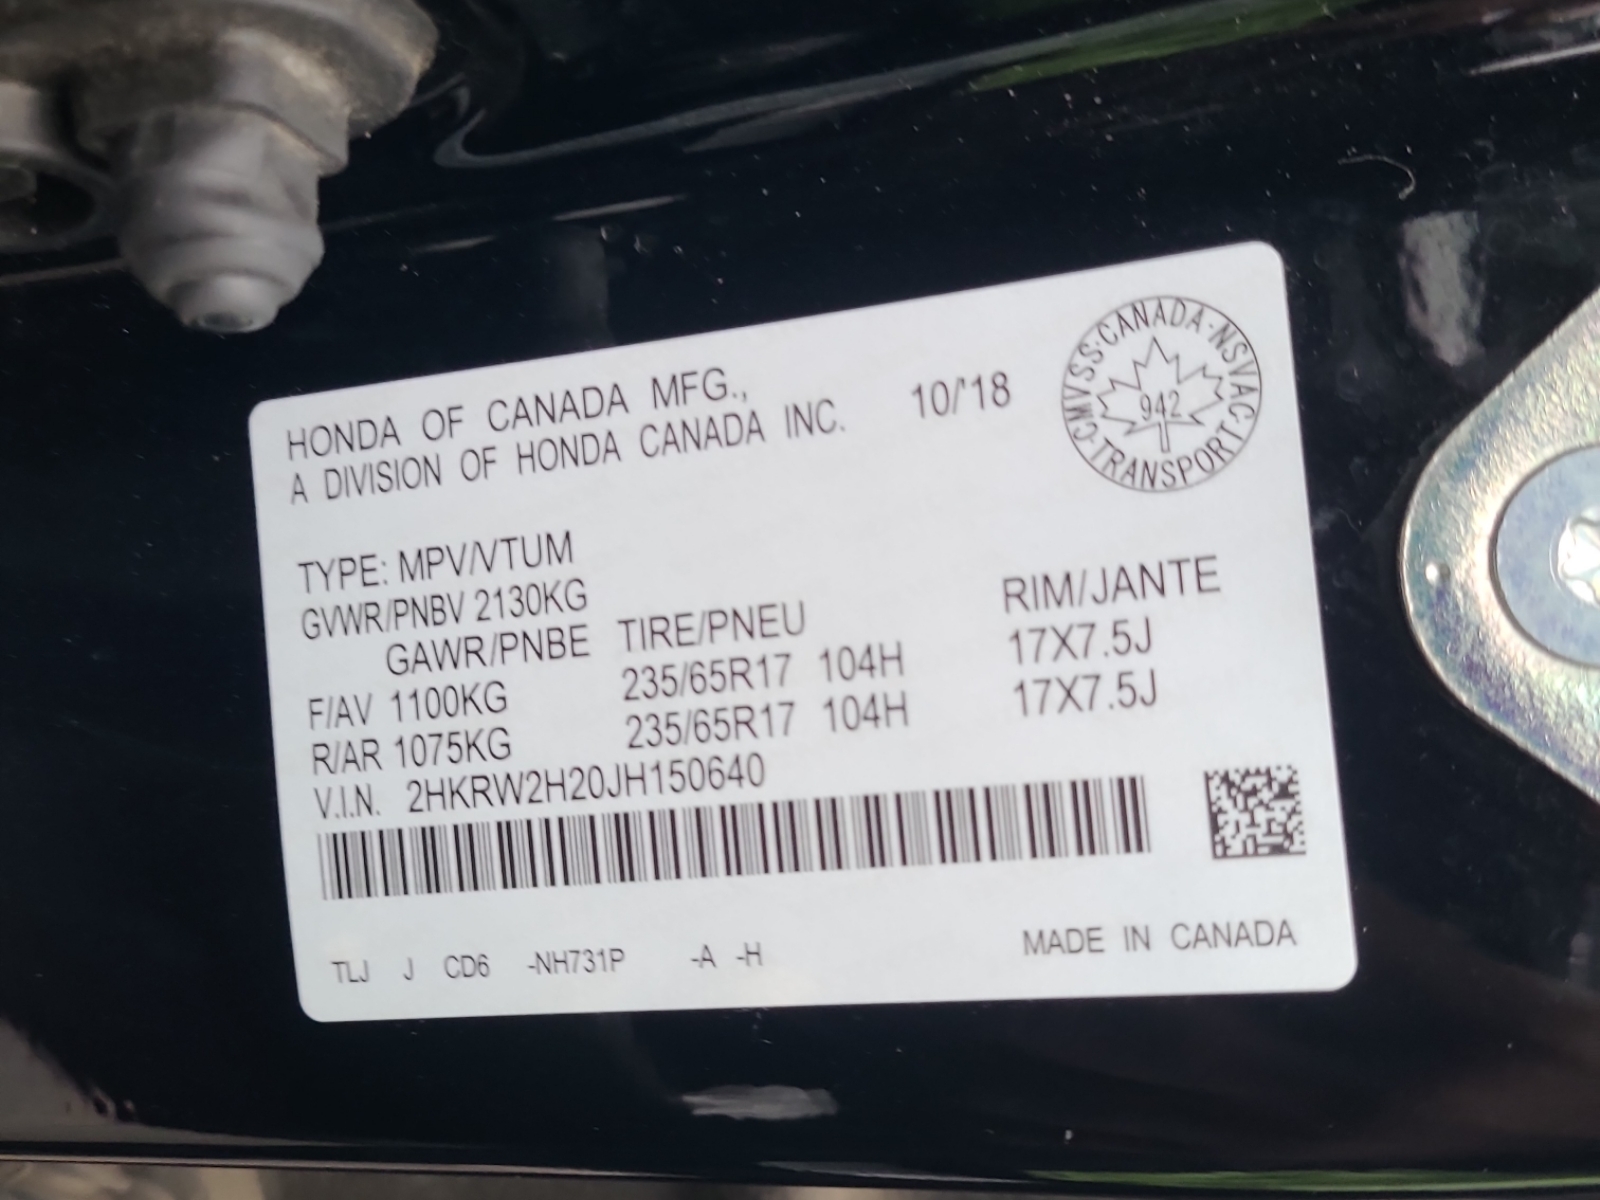 HONDA OF CANADA MFG.,
A DIVISION OF HONDA CANADA INC.
10/'18
CMVSS·CANADA·NSVAC·TRANSPORT·
942
TYPE: MPV/VTUM
GVWR/PNBV 2130KG
GAWR/PNBE TIRE/PNEU RIM/JANTE
F/AV 1100KG 235/65R17 104H 17X7.5J
R/AR 1075KG 235/65R17 104H 17X7.5J
V.I.N. 2HKRW2H20JH150640
TLJ J CD6 -NH731P -A -H
MADE IN CANADA